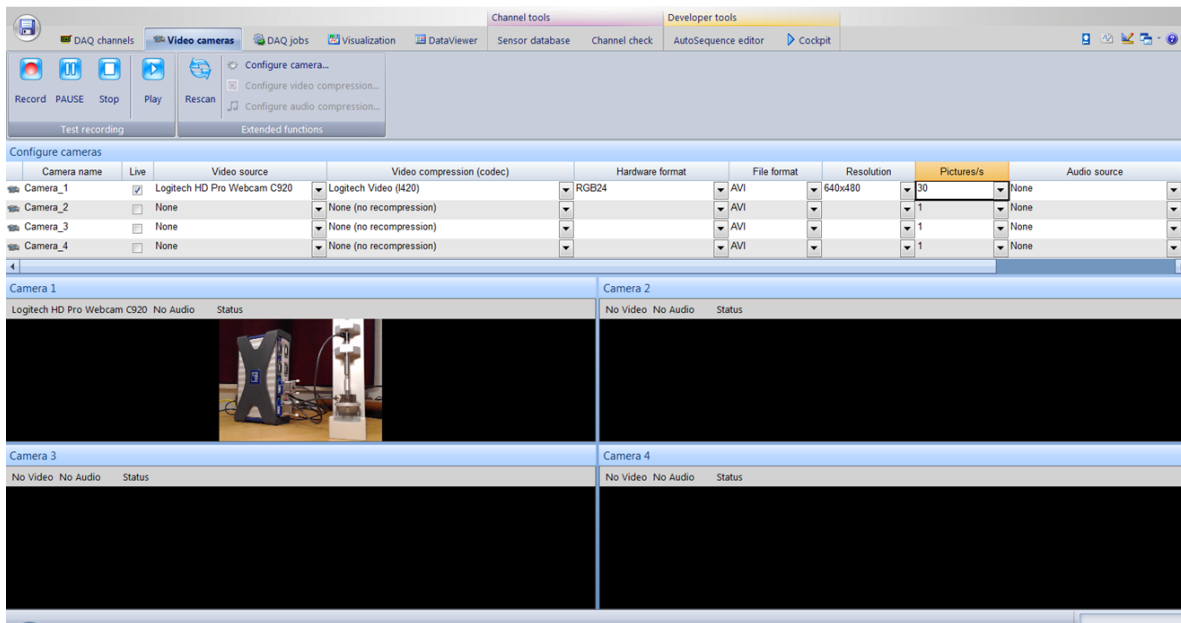 Channel tools Developer tools
DAQ channels Video cameras DAQ jobs Visualization DataViewer Sensor database Channel check AutoSequence editor Cockpit
Record PAUSE Stop Play Rescan
Configure camera...
Configure video compression...
Configure audio compression...
Test recording Extended functions
Configure cameras
Camera name Live Video source Video compression (codec) Hardware format File format Resolution Pictures/s Audio source
Camera_1 Logitech HD Pro Webcam C920 Logitech Video (I420) RGB24 AVI 640x480 30 None
Camera_2 None None (no recompression) AVI 1 None
Camera_3 None None (no recompression) AVI 1 None
Camera_4 None None (no recompression) AVI 1 None
Camera 1 Camera 2
Logitech HD Pro Webcam C920 No Audio Status No Video No Audio Status
Camera 3 Camera 4
No Video No Audio Status No Video No Audio Status